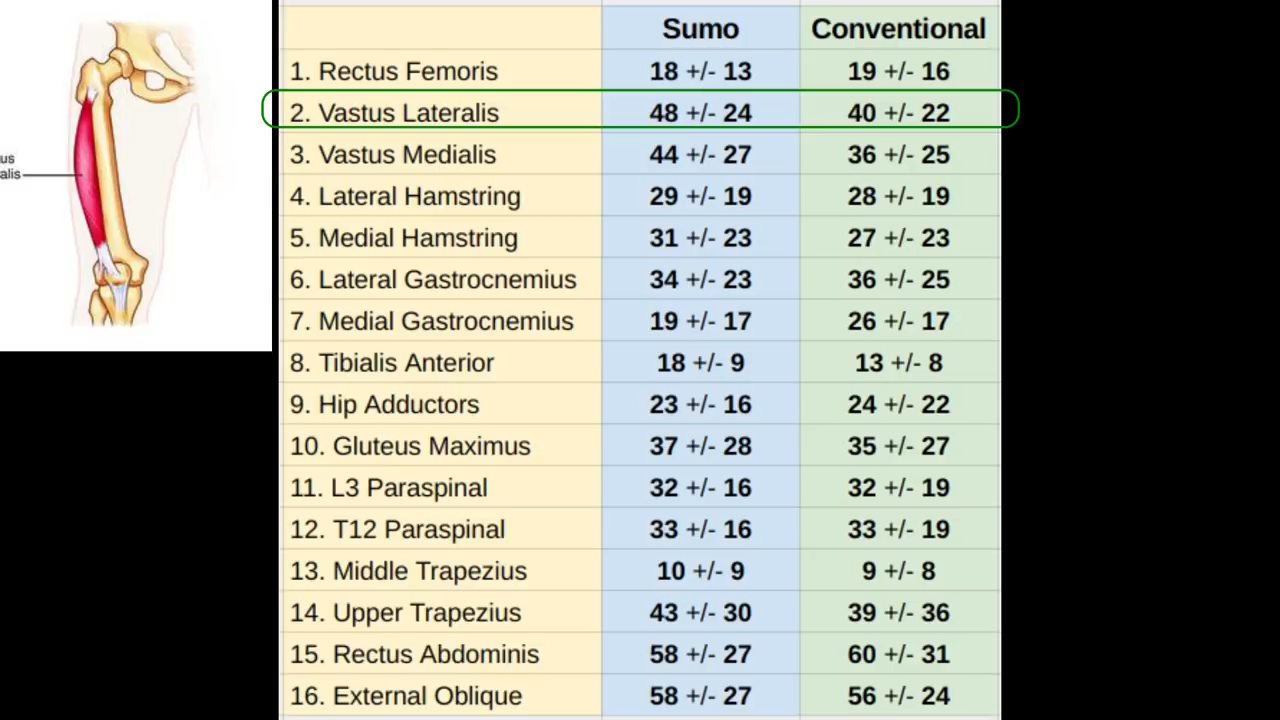 us
alis
Sumo Conventional
1. Rectus Femoris 18 +/- 13 19 +/- 16
2. Vastus Lateralis 48 +/- 24 40 +/- 22
3. Vastus Medialis 44 +/- 27 36 +/- 25
4. Lateral Hamstring 29 +/- 19 28 +/- 19
5. Medial Hamstring 31 +/- 23 27 +/- 23
6. Lateral Gastrocnemius 34 +/- 23 36 +/- 25
7. Medial Gastrocnemius 19 +/- 17 26 +/- 17
8. Tibialis Anterior 18 +/- 9 13 +/- 8
9. Hip Adductors 23 +/- 16 24 +/- 22
10. Gluteus Maximus 37 +/- 28 35 +/- 27
11. L3 Paraspinal 32 +/- 16 32 +/- 19
12. T12 Paraspinal 33 +/- 16 33 +/- 19
13. Middle Trapezius 10 +/- 9 9 +/- 8
14. Upper Trapezius 43 +/- 30 39 +/- 36
15. Rectus Abdominis 58 +/- 27 60 +/- 31
16. External Oblique 58 +/- 27 56 +/- 24